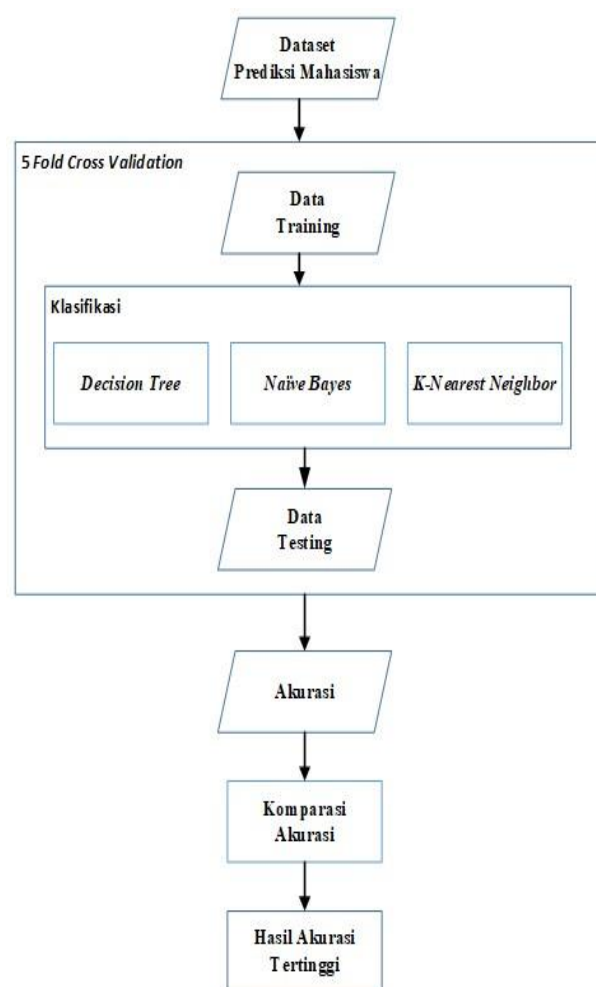 Dataset
Prediksi Mahasiswa
5 Fold Cross Validation
Data
Training
Klasifikasi
Decision Tree
Naïve Bayes
K-Nearest Neighbor
Data
Testing
Akurasi
Komparasi
Akurasi
Hasil Akurasi
Tertinggi